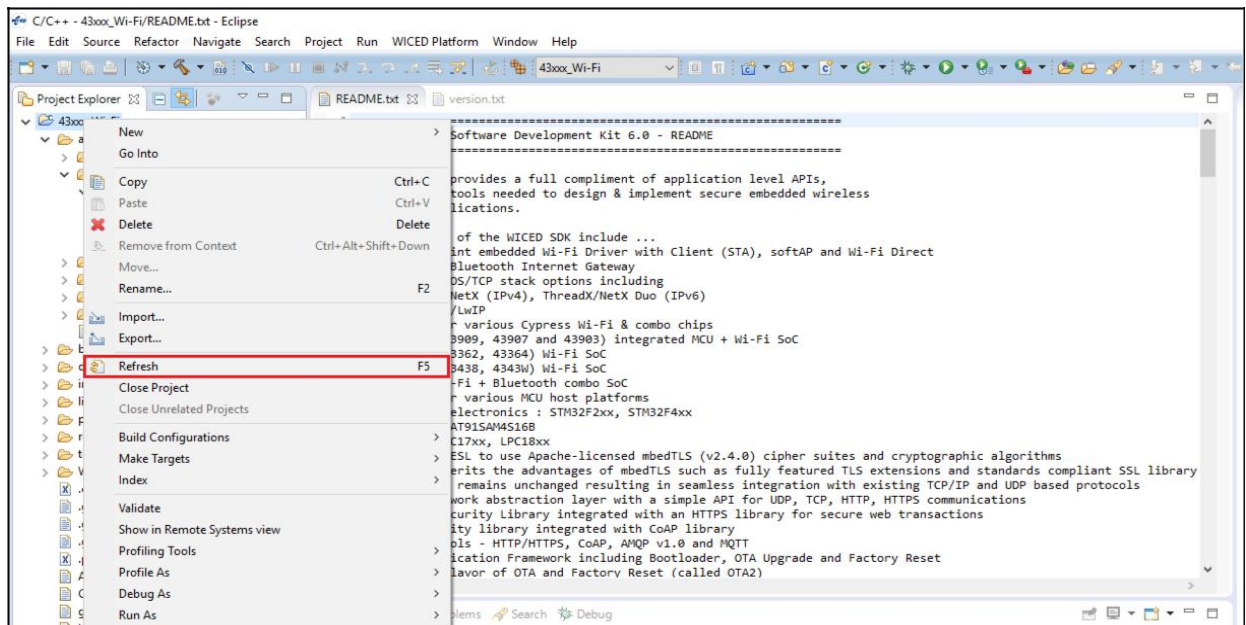 C/C++ - 43xxx_Wi-Fi/README.txt - Eclipse
File Edit Source Refactor Navigate Search Project Run WICED Platform Window Help
43xxx_Wi-Fi
Project Explorer
README.txt version.txt
New
Go Into
Copy Ctrl+C
Paste Ctrl+V
Delete Delete
Remove from Context Ctrl+Alt+Shift+Down
Move...
Rename... F2
Import...
Export...
Refresh F5
Close Project
Close Unrelated Projects
Build Configurations
Make Targets
Index
Validate
Show in Remote Systems view
Profiling Tools
Profile As
Debug As
Run As
======================================================
Software Development Kit 6.0 - README
======================================================
provides a full compliment of application level APIs,
tools needed to design & implement secure embedded wireless
lications.
of the WICED SDK include ...
int embedded Wi-Fi Driver with Client (STA), softAP and Wi-Fi Direct
Bluetooth Internet Gateway
OS/TCP stack options including
NetX (IPv4), ThreadX/NetX Duo (IPv6)
/LwIP
r various Cypress Wi-Fi & combo chips
3909, 43907 and 43903) integrated MCU + Wi-Fi SoC
3362, 43364) Wi-Fi SoC
3438, 4343W) Wi-Fi SoC
-Fi + Bluetooth combo SoC
r various MCU host platforms
electronics : STM32F2xx, STM32F4xx
AT91SAM4S16B
C17xx, LPC18xx
ESL to use Apache-licensed mbedTLS (v2.4.0) cipher suites and cryptographic algorithms
erits the advantages of mbedTLS such as fully featured TLS extensions and standards compliant SSL library
remains unchanged resulting in seamless integration with existing TCP/IP and UDP based protocols
work abstraction layer with a simple API for UDP, TCP, HTTP, HTTPS communications
curity Library integrated with an HTTPS library for secure web transactions
ity library integrated with CoAP library
ols - HTTP/HTTPS, CoAP, AMQP v1.0 and MQTT
ication Framework including Bootloader, OTA Upgrade and Factory Reset
lavor of OTA and Factory Reset (called OTA2)
blems Search Debug